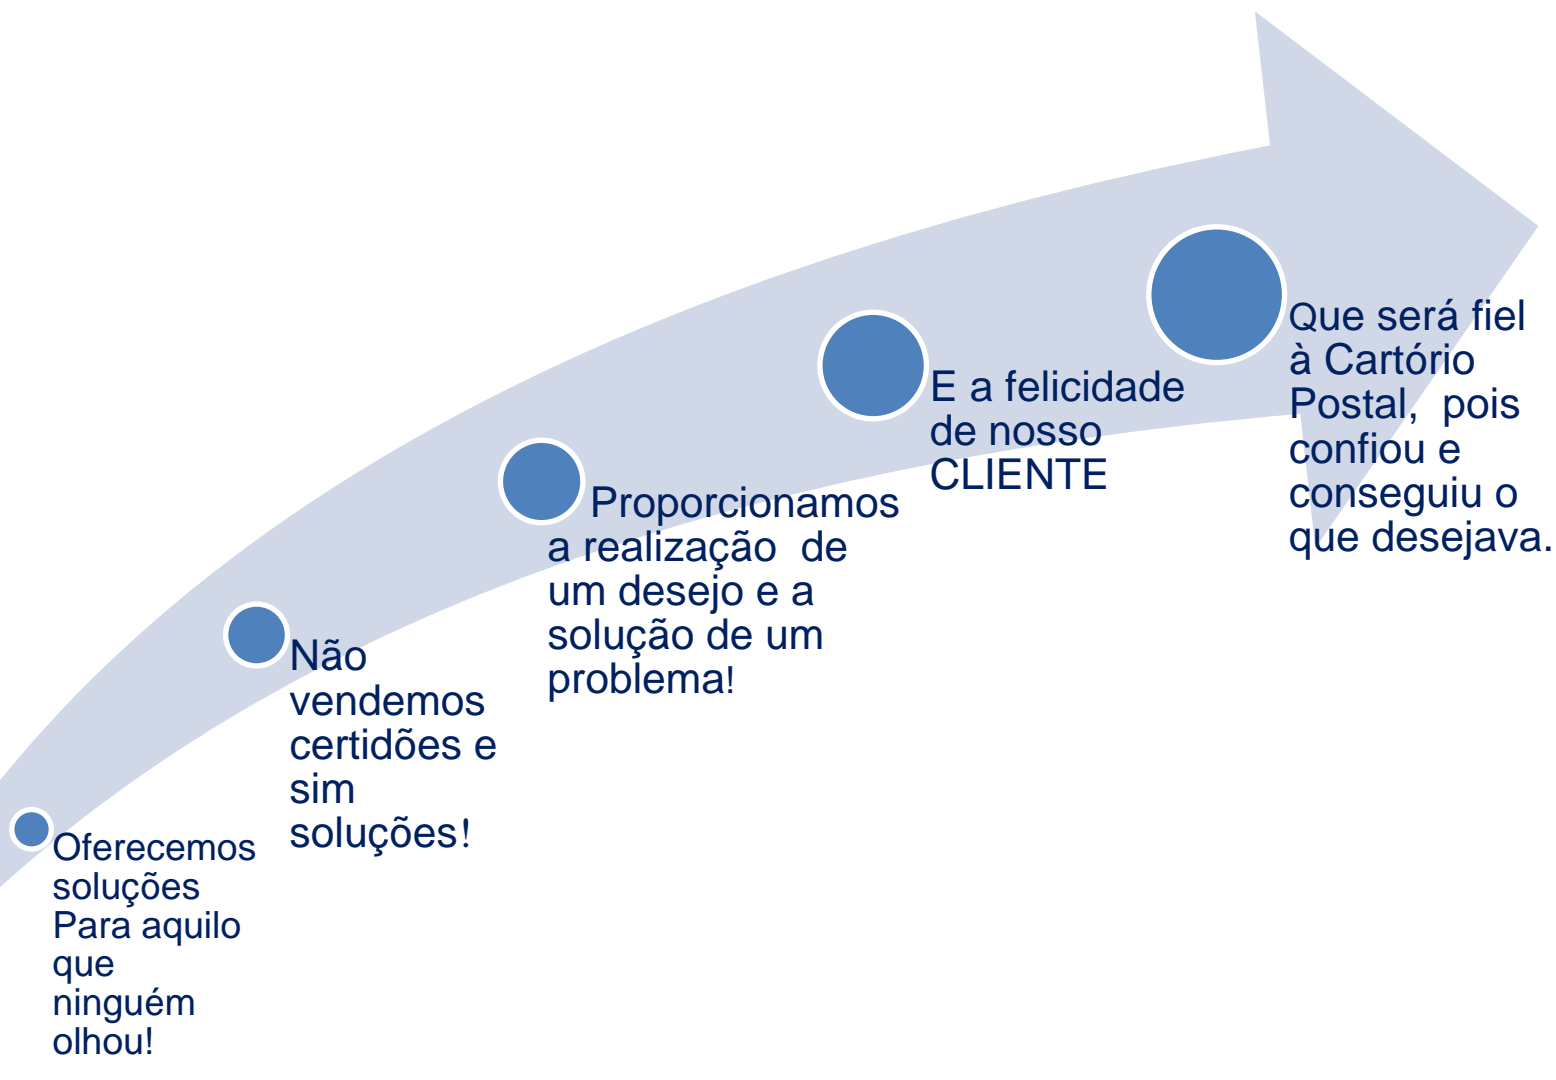 Oferecemos
soluções
Para aquilo
que
ninguém
olhou!
Não
vendemos
certidões e
sim
soluções!
Proporcionamos
a realização de
um desejo e a
solução de um
problema!
E a felicidade
de nosso
CLIENTE
Que será fiel
à Cartório
Postal, pois
confiou e
conseguiu o
que desejava.